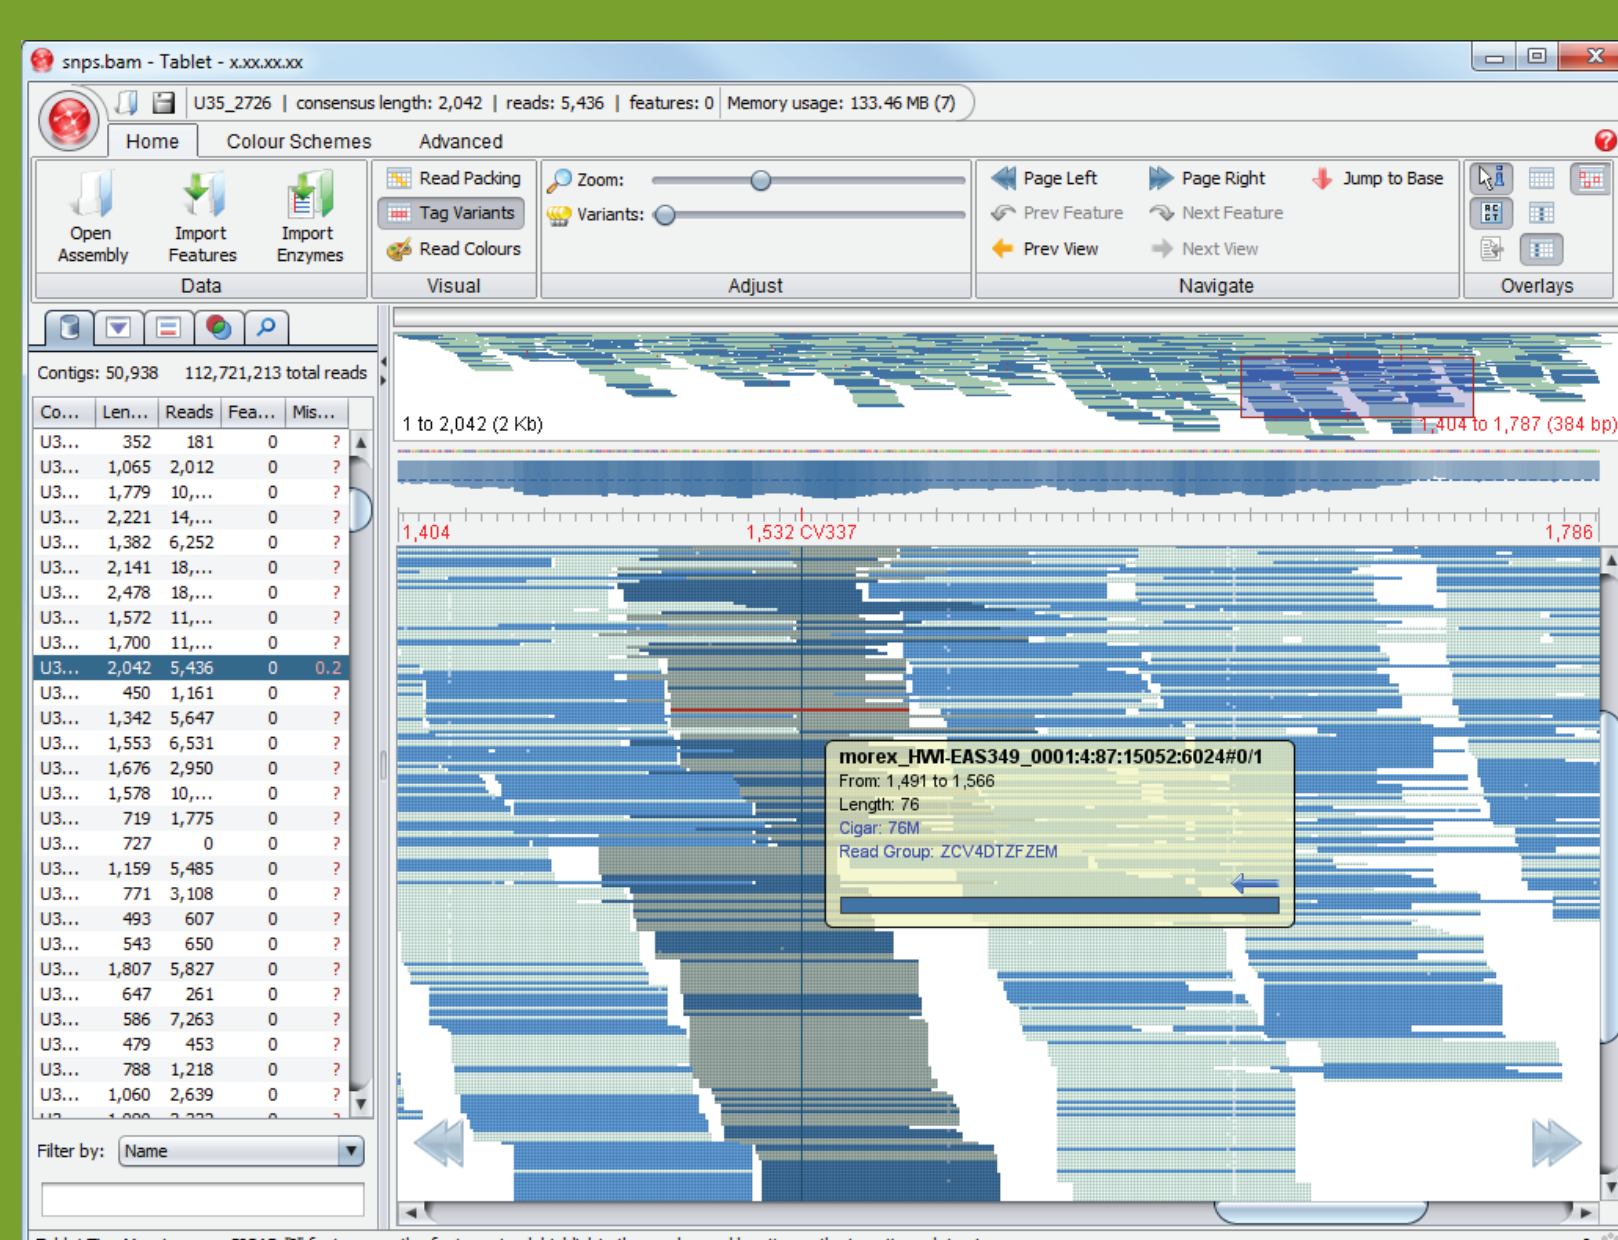 snps.bam - Tablet - x.xx.xx.xx
U35_2726 | consensus length: 2,042 | reads: 5,436 | features: 0 Memory usage: 133.46 MB (7)
Home Colour Schemes Advanced
Open Assembly
Import Features
Import Enzymes
Data
Read Packing
Tag Variants
Read Colours
Visual
Zoom:
Variants:
Adjust
Page Left Page Right Jump to Base
Prev Feature Next Feature
Prev View Next View
Navigate
Overlays
Contigs: 50,938 112,721,213 total reads
Co... Len... Reads Fea... Mis...
U3... 352 181 0 ?
U3... 1,065 2,012 0 ?
U3... 1,779 10,... 0 ?
U3... 2,221 14,... 0 ?
U3... 1,382 6,252 0 ?
U3... 2,141 18,... 0 ?
U3... 2,478 18,... 0 ?
U3... 1,572 11,... 0 ?
U3... 1,700 11,... 0 ?
U3... 2,042 5,436 0 0.2
U3... 450 1,161 0 ?
U3... 1,342 5,647 0 ?
U3... 1,553 6,531 0 ?
U3... 1,676 2,950 0 ?
U3... 1,578 10,... 0 ?
U3... 719 1,775 0 ?
U3... 727 0 0 ?
U3... 1,159 5,485 0 ?
U3... 771 3,108 0 ?
U3... 493 607 0 ?
U3... 543 650 0 ?
U3... 1,807 5,827 0 ?
U3... 647 261 0 ?
U3... 586 7,263 0 ?
U3... 479 453 0 ?
U3... 788 1,218 0 ?
U3... 1,060 2,639 0 ?
Filter by: Name
1 to 2,042 (2 Kb)
1,404 to 1,787 (384 bp)
1,404 1,532 CV337 1,786
morex_HWI-EAS349_0001:4:87:15052:6024#0/1
From: 1,491 to 1,566
Length: 76
Cigar: 76M
Read Group: ZCV4DTZFZEM